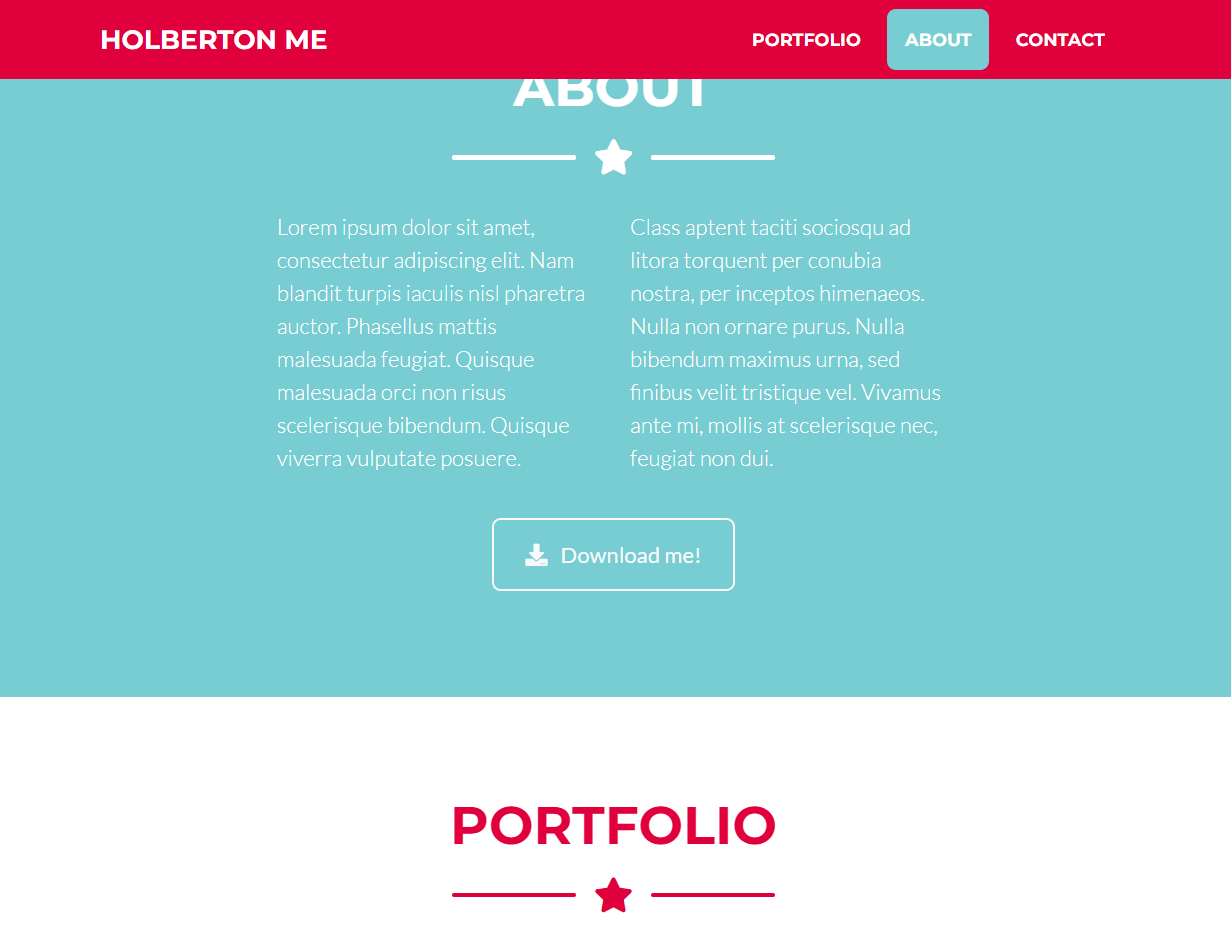 HOLBERTON ME
PORTFOLIO
ABOUT
CONTACT
ABOUT
Lorem ipsum dolor sit amet,
consectetur adipiscing elit. Nam
blandit turpis iaculis nisl pharetra
auctor. Phasellus mattis
malesuada feugiat. Quisque
malesuada orci non risus
scelerisque bibendum. Quisque
viverra vulputate posuere.
Class aptent taciti sociosqu ad
litora torquent per conubia
nostra, per inceptos himenaeos.
Nulla non ornare purus. Nulla
bibendum maximus urna, sed
finibus velit tristique vel. Vivamus
ante mi, mollis at scelerisque nec,
feugiat non dui.
Download me!
PORTFOLIO